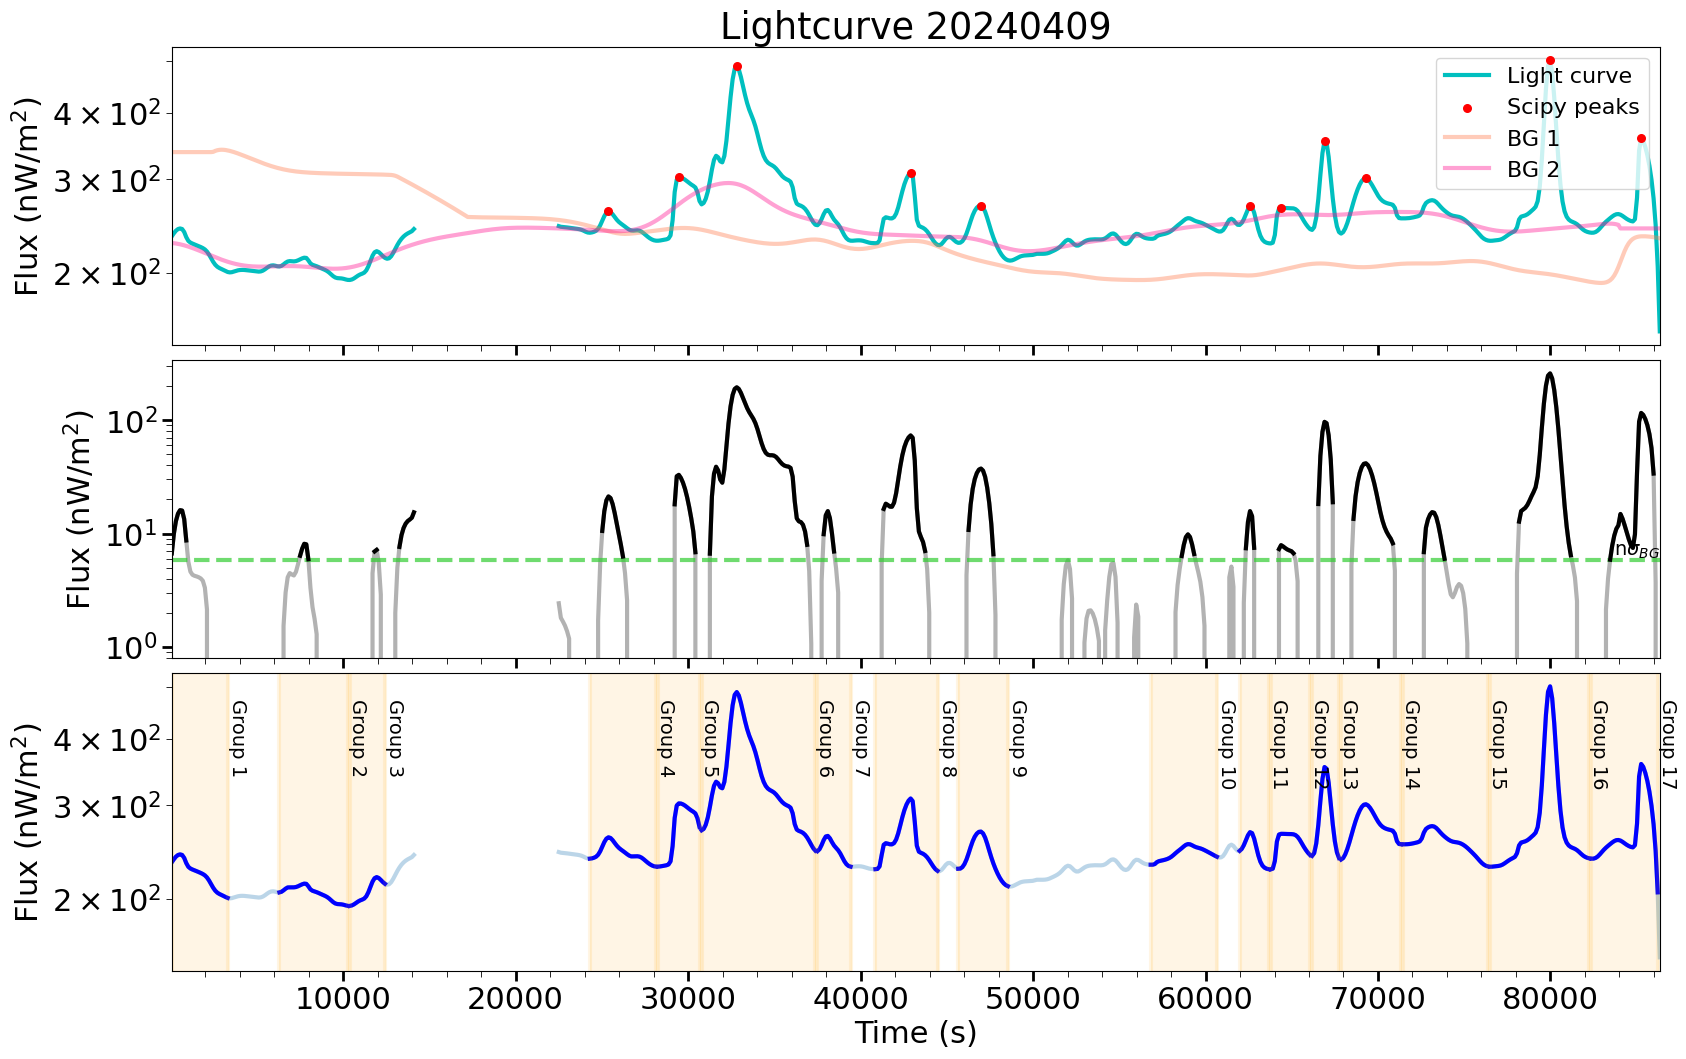 Lightcurve 20240409
Flux (nW/m²)
4 × 10²
3 × 10²
2 × 10²
Light curve
Scipy peaks
BG 1
BG 2
Flux (nW/m²)
10²
10¹
10⁰
nσ_BG
Flux (nW/m²)
4 × 10²
3 × 10²
2 × 10²
Group 1
Group 2
Group 3
Group 4
Group 5
Group 6
Group 7
Group 8
Group 9
Group 10
Group 11
Group 12
Group 13
Group 14
Group 15
Group 16
Group 17
10000 20000 30000 40000 50000 60000 70000 80000
Time (s)